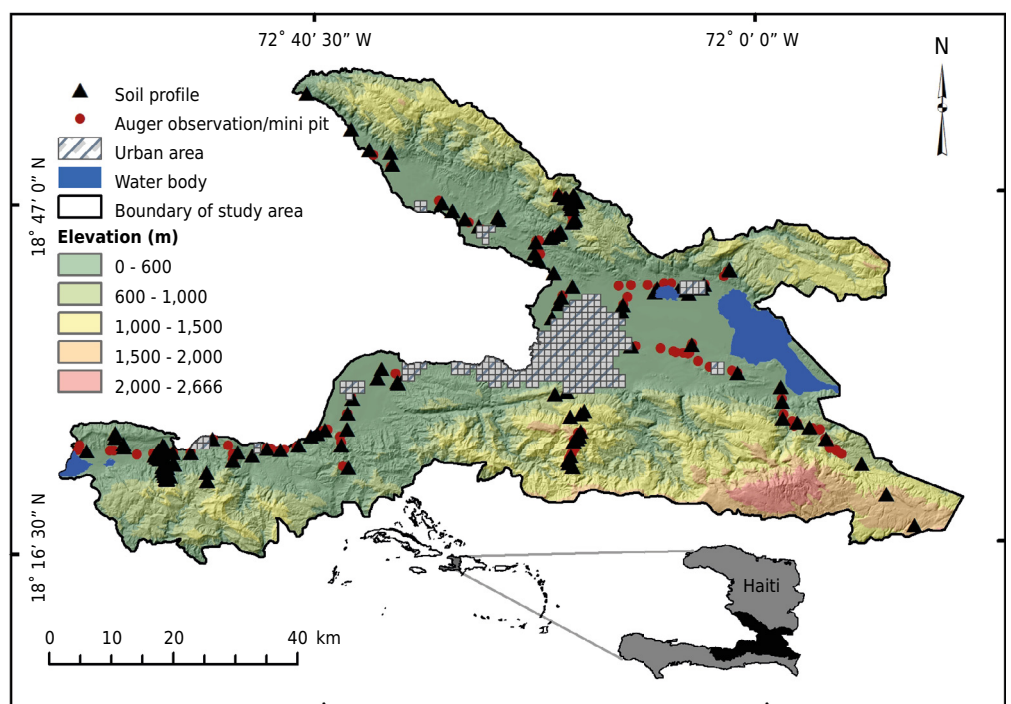 72° 40' 30" W
72° 0' 0" W
N
Soil profile
Auger observation/mini pit
Urban area
Water body
Boundary of study area
Elevation (m)
0 - 600
600 - 1,000
1,000 - 1,500
1,500 - 2,000
2,000 - 2,666
18° 47' 0" N
18° 16' 30" N
Haiti
0 10 20 40 km